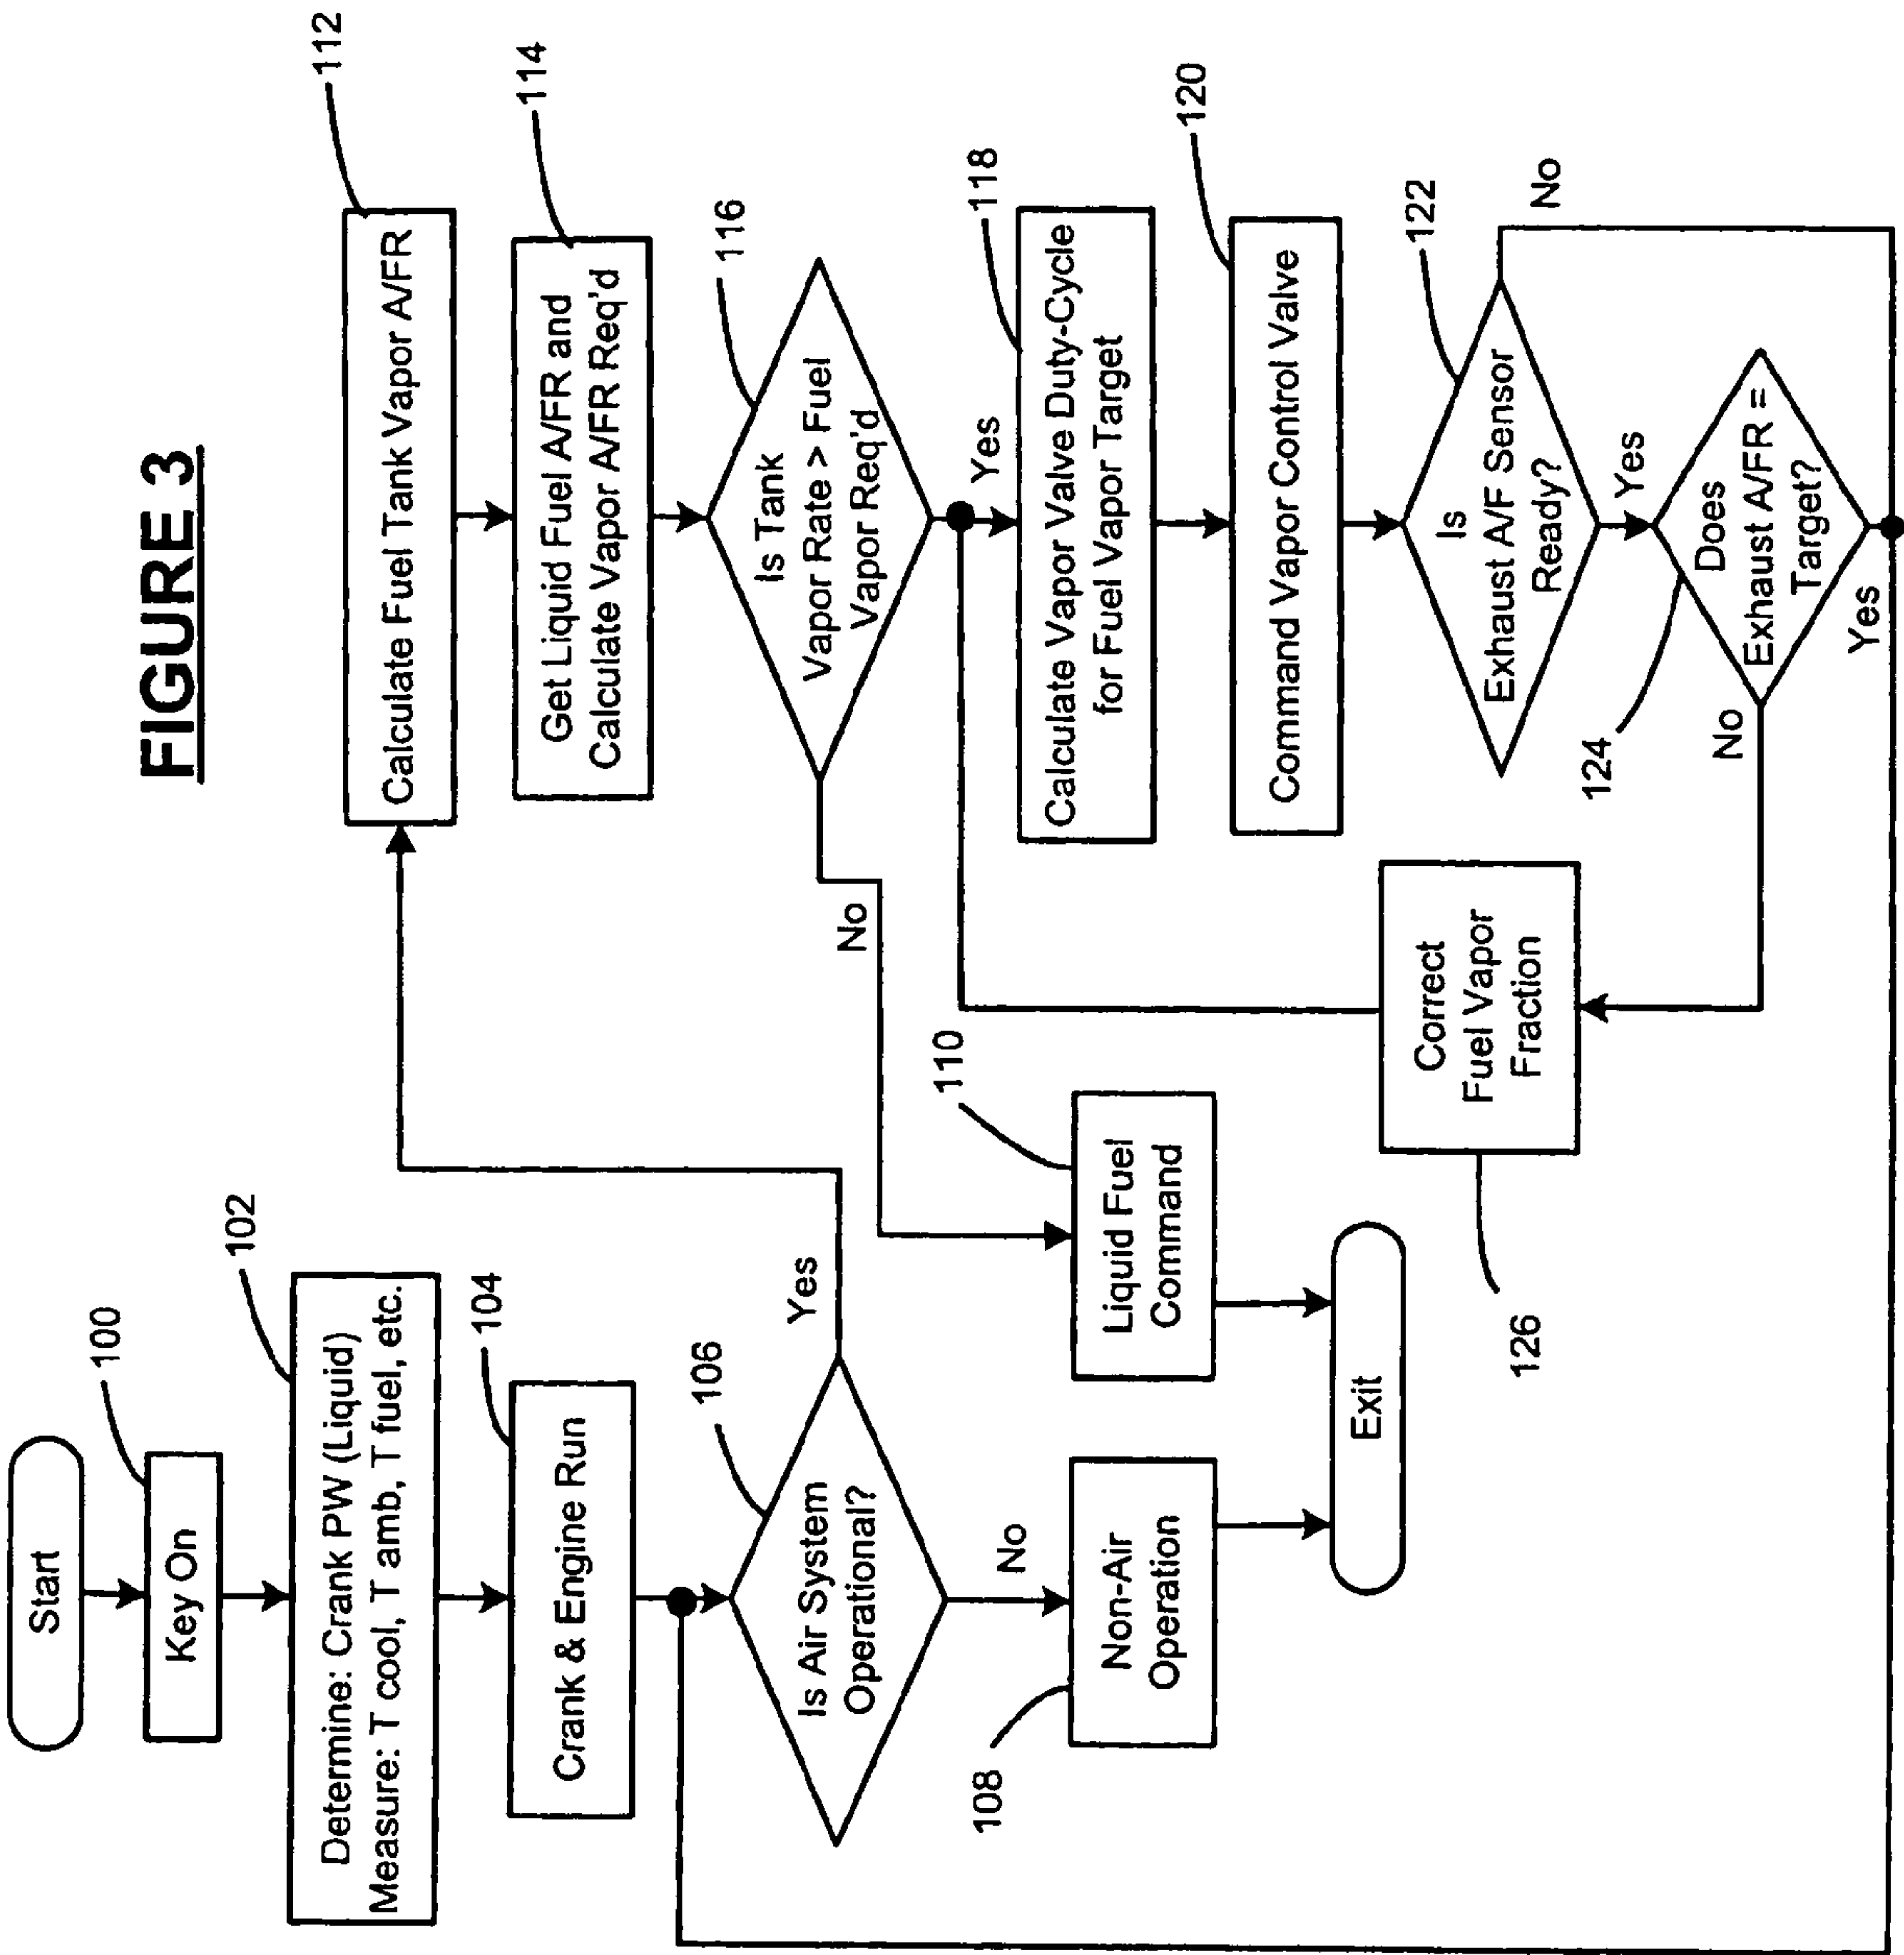 FIGURE 3
Start
Key On
100
Determine: Crank PW (Liquid)
Measure: T cool, T amb, T fuel, etc.
102
Crank & Engine Run
104
Is Air System
Operational?
106
Yes
No
Non-Air
Operation
108
Liquid Fuel
Command
110
Exit
Calculate Fuel Tank Vapor A/FR
112
Get Liquid Fuel A/FR and
Calculate Vapor A/FR Req'd
114
Is Tank
Vapor Rate > Fuel
Vapor Req'd
116
No
Yes
Calculate Vapor Valve Duty-Cycle
for Fuel Vapor Target
118
Command Vapor Control Valve
120
Is
Exhaust A/F Sensor
Ready?
122
No
Yes
Does
Exhaust A/FR =
Target?
124
No
Yes
Correct
Fuel Vapor
Fraction
126